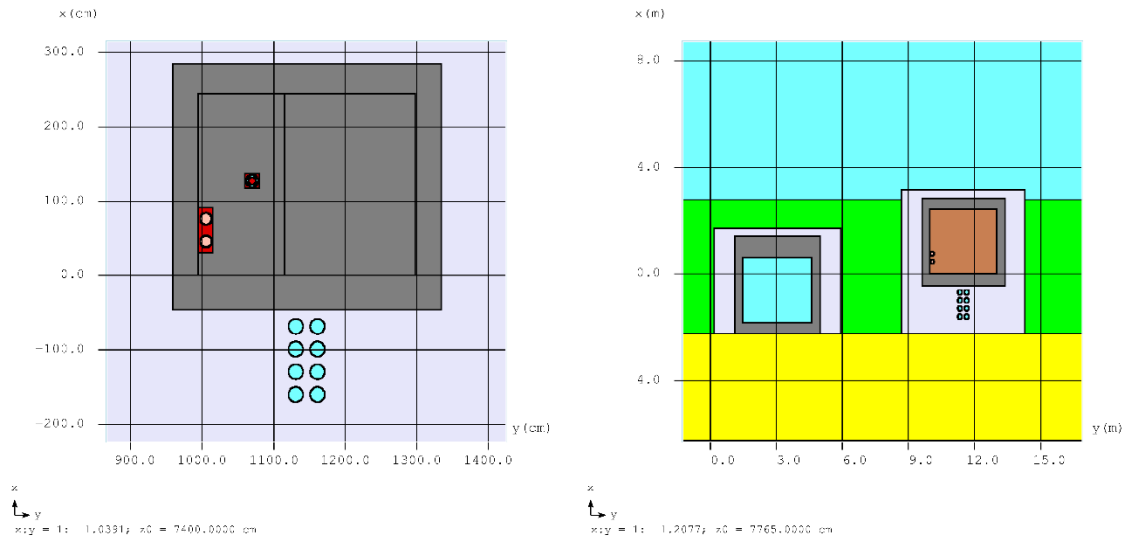 x(cm)
300.0
200.0
100.0
0.0
-100.0
-200.0
y(cm)
900.0 1000.0 1100.0 1200.0 1300.0 1400.0
x
y
x:y = 1: 1.0391; z0 = 7400.0000 cm
x(m)
8.0
4.0
0.0
4.0
y(m)
0.0 3.0 6.0 9.0 12.0 15.0
x
y
x:y = 1: 1.2077; z0 = 7765.0000 cm